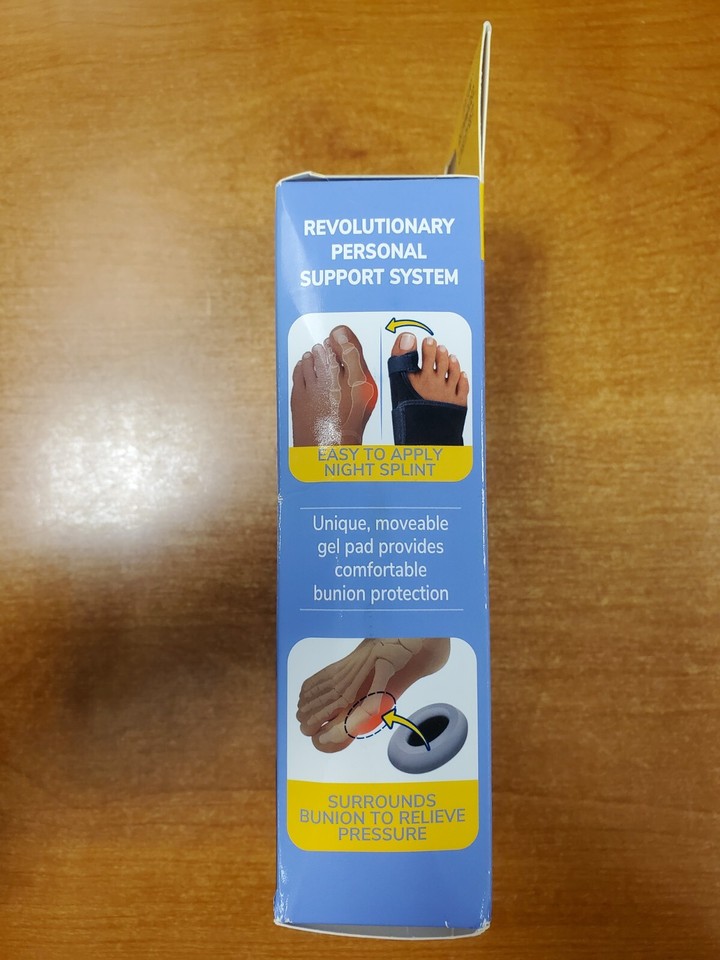 REVOLUTIONARY
PERSONAL
SUPPORT SYSTEM
EASY TO APPLY
NIGHT SPLINT
Unique, moveable
gel pad provides
comfortable
bunion protection
SURROUNDS
BUNION TO RELIEVE
PRESSURE